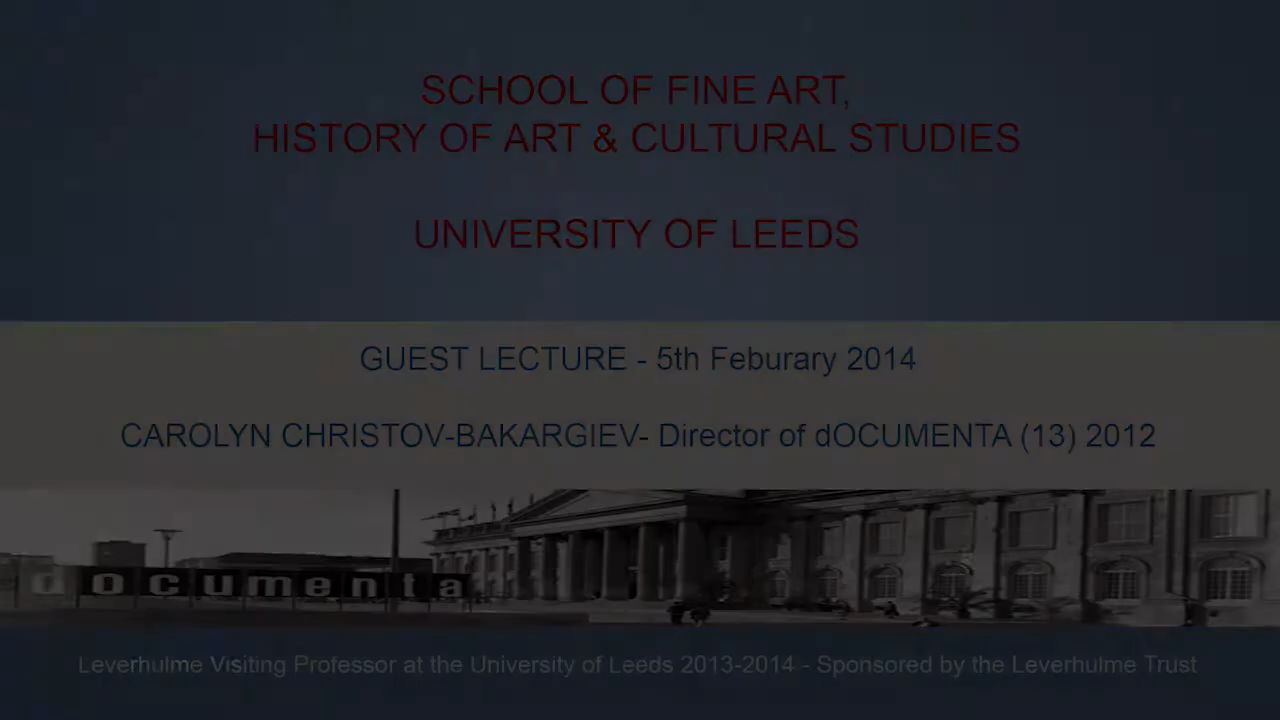 SCHOOL OF FINE ART,
HISTORY OF ART & CULTURAL STUDIES
UNIVERSITY OF LEEDS
GUEST LECTURE - 5th Feburary 2014
CAROLYN CHRISTOV-BAKARGIEV- Director of dOCUMENTA (13) 2012
documenta
Leverhulme Visiting Professor at the University of Leeds 2013-2014 - Sponsored by the Leverhulme Trust